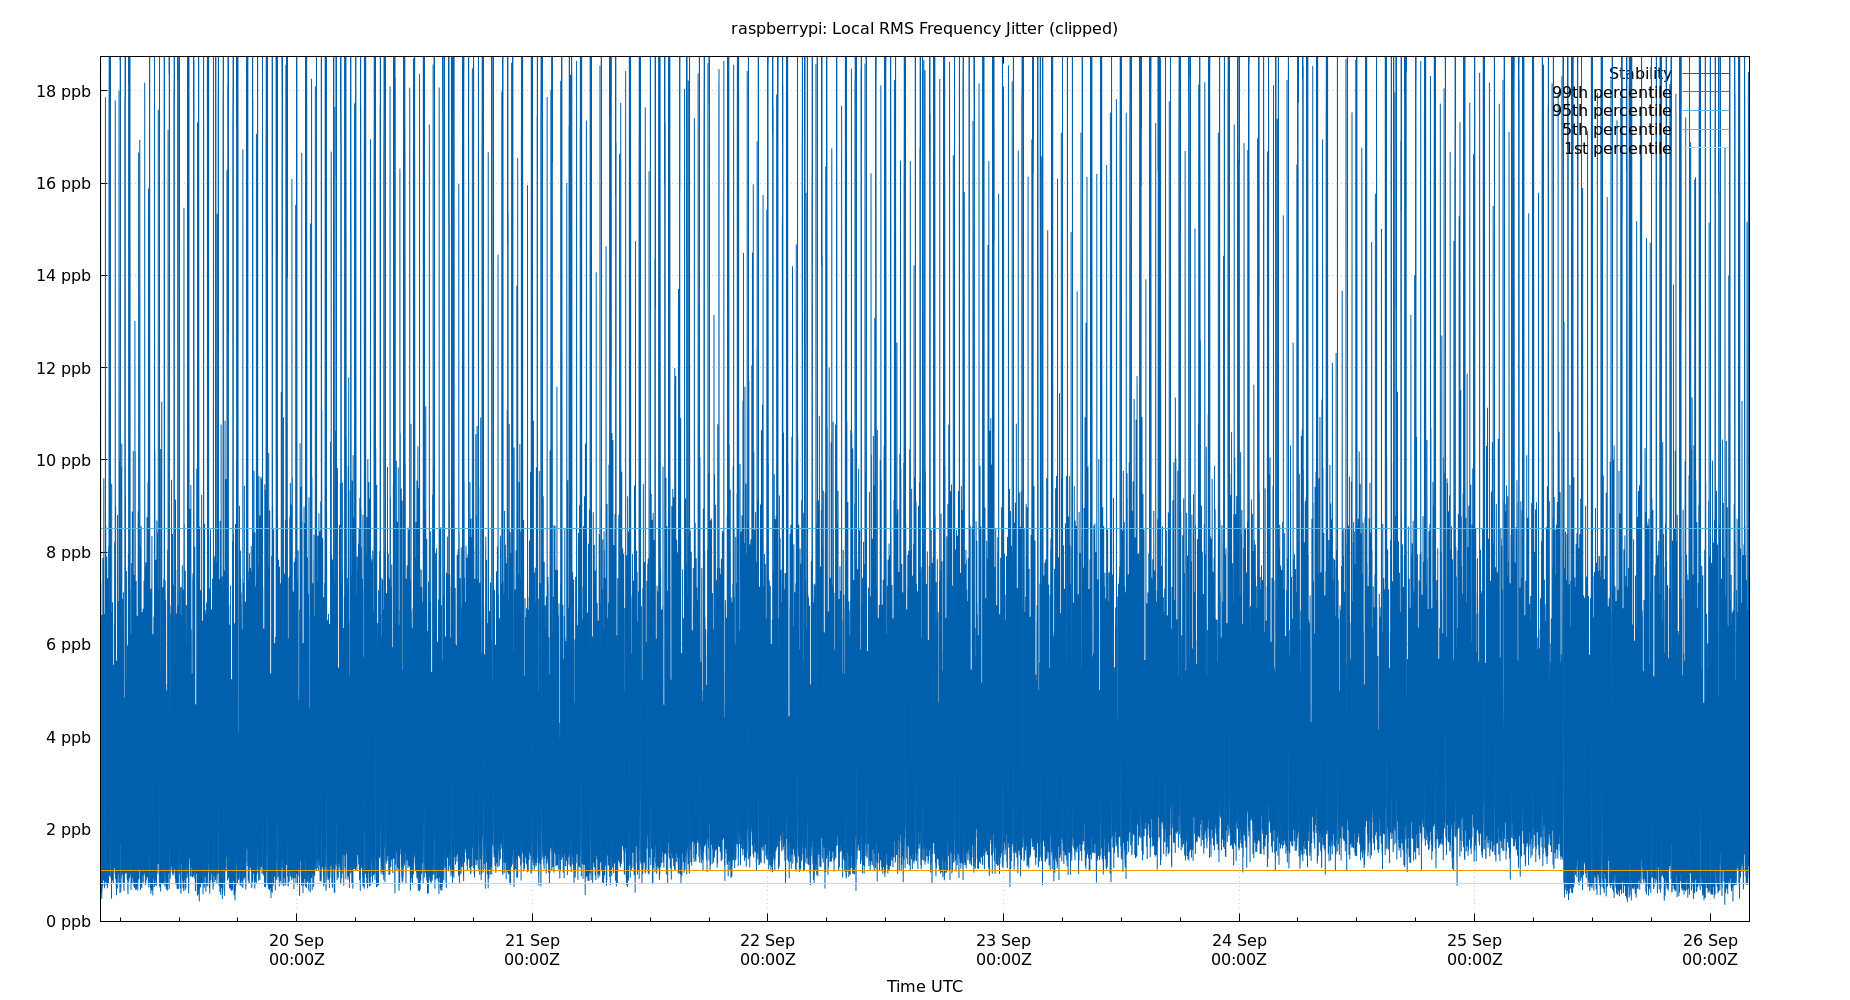 raspberrypi: Local RMS Frequency Jitter (clipped)
18 ppb
16 ppb
14 ppb
12 ppb
10 ppb
8 ppb
6 ppb
4 ppb
2 ppb
0 ppb
Stability
99th percentile
95th percentile
5th percentile
1st percentile
20 Sep 21 Sep 22 Sep 23 Sep 24 Sep 25 Sep 26 Sep
00:00Z 00:00Z 00:00Z 00:00Z 00:00Z 00:00Z 00:00Z
Time UTC